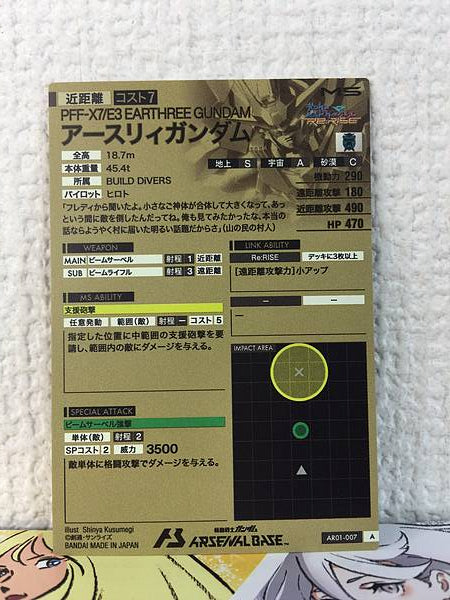 近距離 コスト7
MS
PFF-X7/E3 EARTHREE GUNDAM
アースリィガンダム
Re:RISE
全高 18.7m
本体重量 45.4t
所属 BUILD DiVERS
パイロット ヒロト
地上 S 宇宙 A 砂漠 C
機動力 290
遠距離攻撃 180
近距離攻撃 490
HP 470
「フレディから聞いたよ。小さなご神体が合体して大きくなって、あっ
という間に敵を倒したんだってね。俺も見てみたかったな、本当の
話ならようやく村に届いた明るい話題だからさ」（山の民の村人）
WEAPON
MAIN ビームサーベル 射程 1 近距離
SUB ビームライフル 射程 3 遠距離
LINK ABILITY
Re:RISE デッキに3枚以上
[遠距離攻撃力]小アップ
MS ABILITY
支援砲撃
任意発動 範囲(敵) 射程 ー コスト 5
指定した位置に中範囲の支援砲撃を要
請し、範囲内の敵にダメージを与える。
ー ー
ー
IMPACT AREA
SPECIAL ATTACK
ビームサーベル強撃
単体(敵) 射程 2
SPコスト 2 威力 3500
敵単体に格闘攻撃でダメージを与える。
illust Shinya Kusumegi
©創通・サンライズ
BANDAI MADE IN JAPAN
機動戦士ガンダム
ARSENAL BASE
AR01-007 A